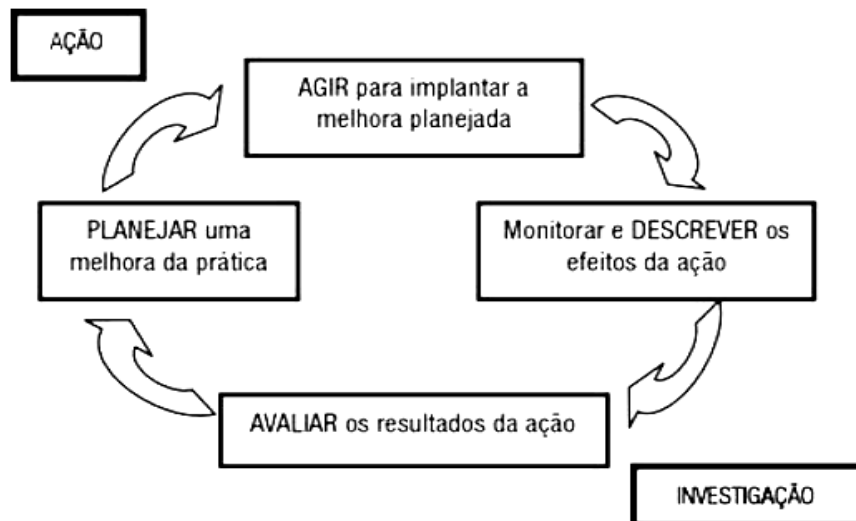 AÇÃO
AGIR para implantar a
melhora planejada
PLANEJAR uma
melhora da prática
Monitorar e DESCREVER os
efeitos da ação
AVALIAR os resultados da ação
INVESTIGAÇÃO